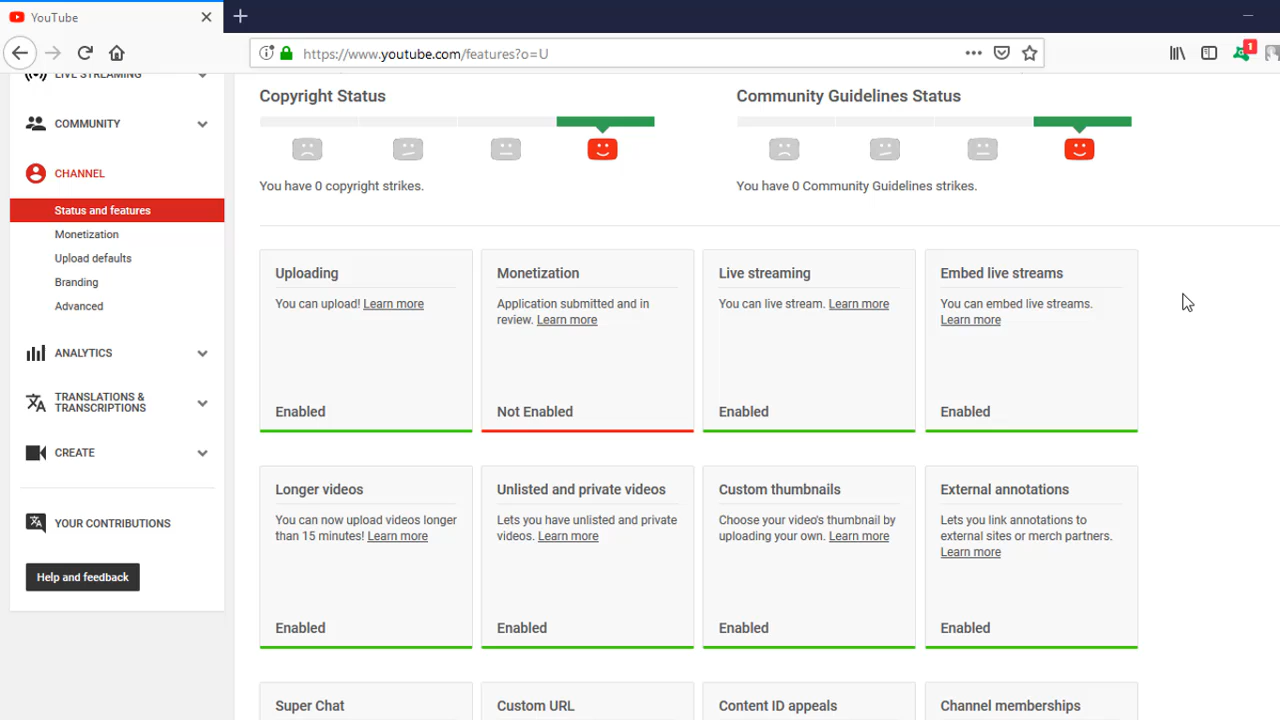 YouTube
https://www.youtube.com/features?o=U
1
LIVE STREAMING
COMMUNITY
CHANNEL
Status and features
Monetization
Upload defaults
Branding
Advanced
ANALYTICS
TRANSLATIONS &
TRANSCRIPTIONS
CREATE
YOUR CONTRIBUTIONS
Help and feedback
Copyright Status
You have 0 copyright strikes.
Community Guidelines Status
You have 0 Community Guidelines strikes.
Uploading
You can upload! Learn more
Enabled
Monetization
Application submitted and in
review. Learn more
Not Enabled
Live streaming
You can live stream. Learn more
Enabled
Embed live streams
You can embed live streams.
Learn more
Enabled
Longer videos
You can now upload videos longer
than 15 minutes! Learn more
Enabled
Unlisted and private videos
Lets you have unlisted and private
videos. Learn more
Enabled
Custom thumbnails
Choose your video's thumbnail by
uploading your own. Learn more
Enabled
External annotations
Lets you link annotations to
external sites or merch partners.
Learn more
Enabled
Super Chat
Custom URL
Content ID appeals
Channel memberships